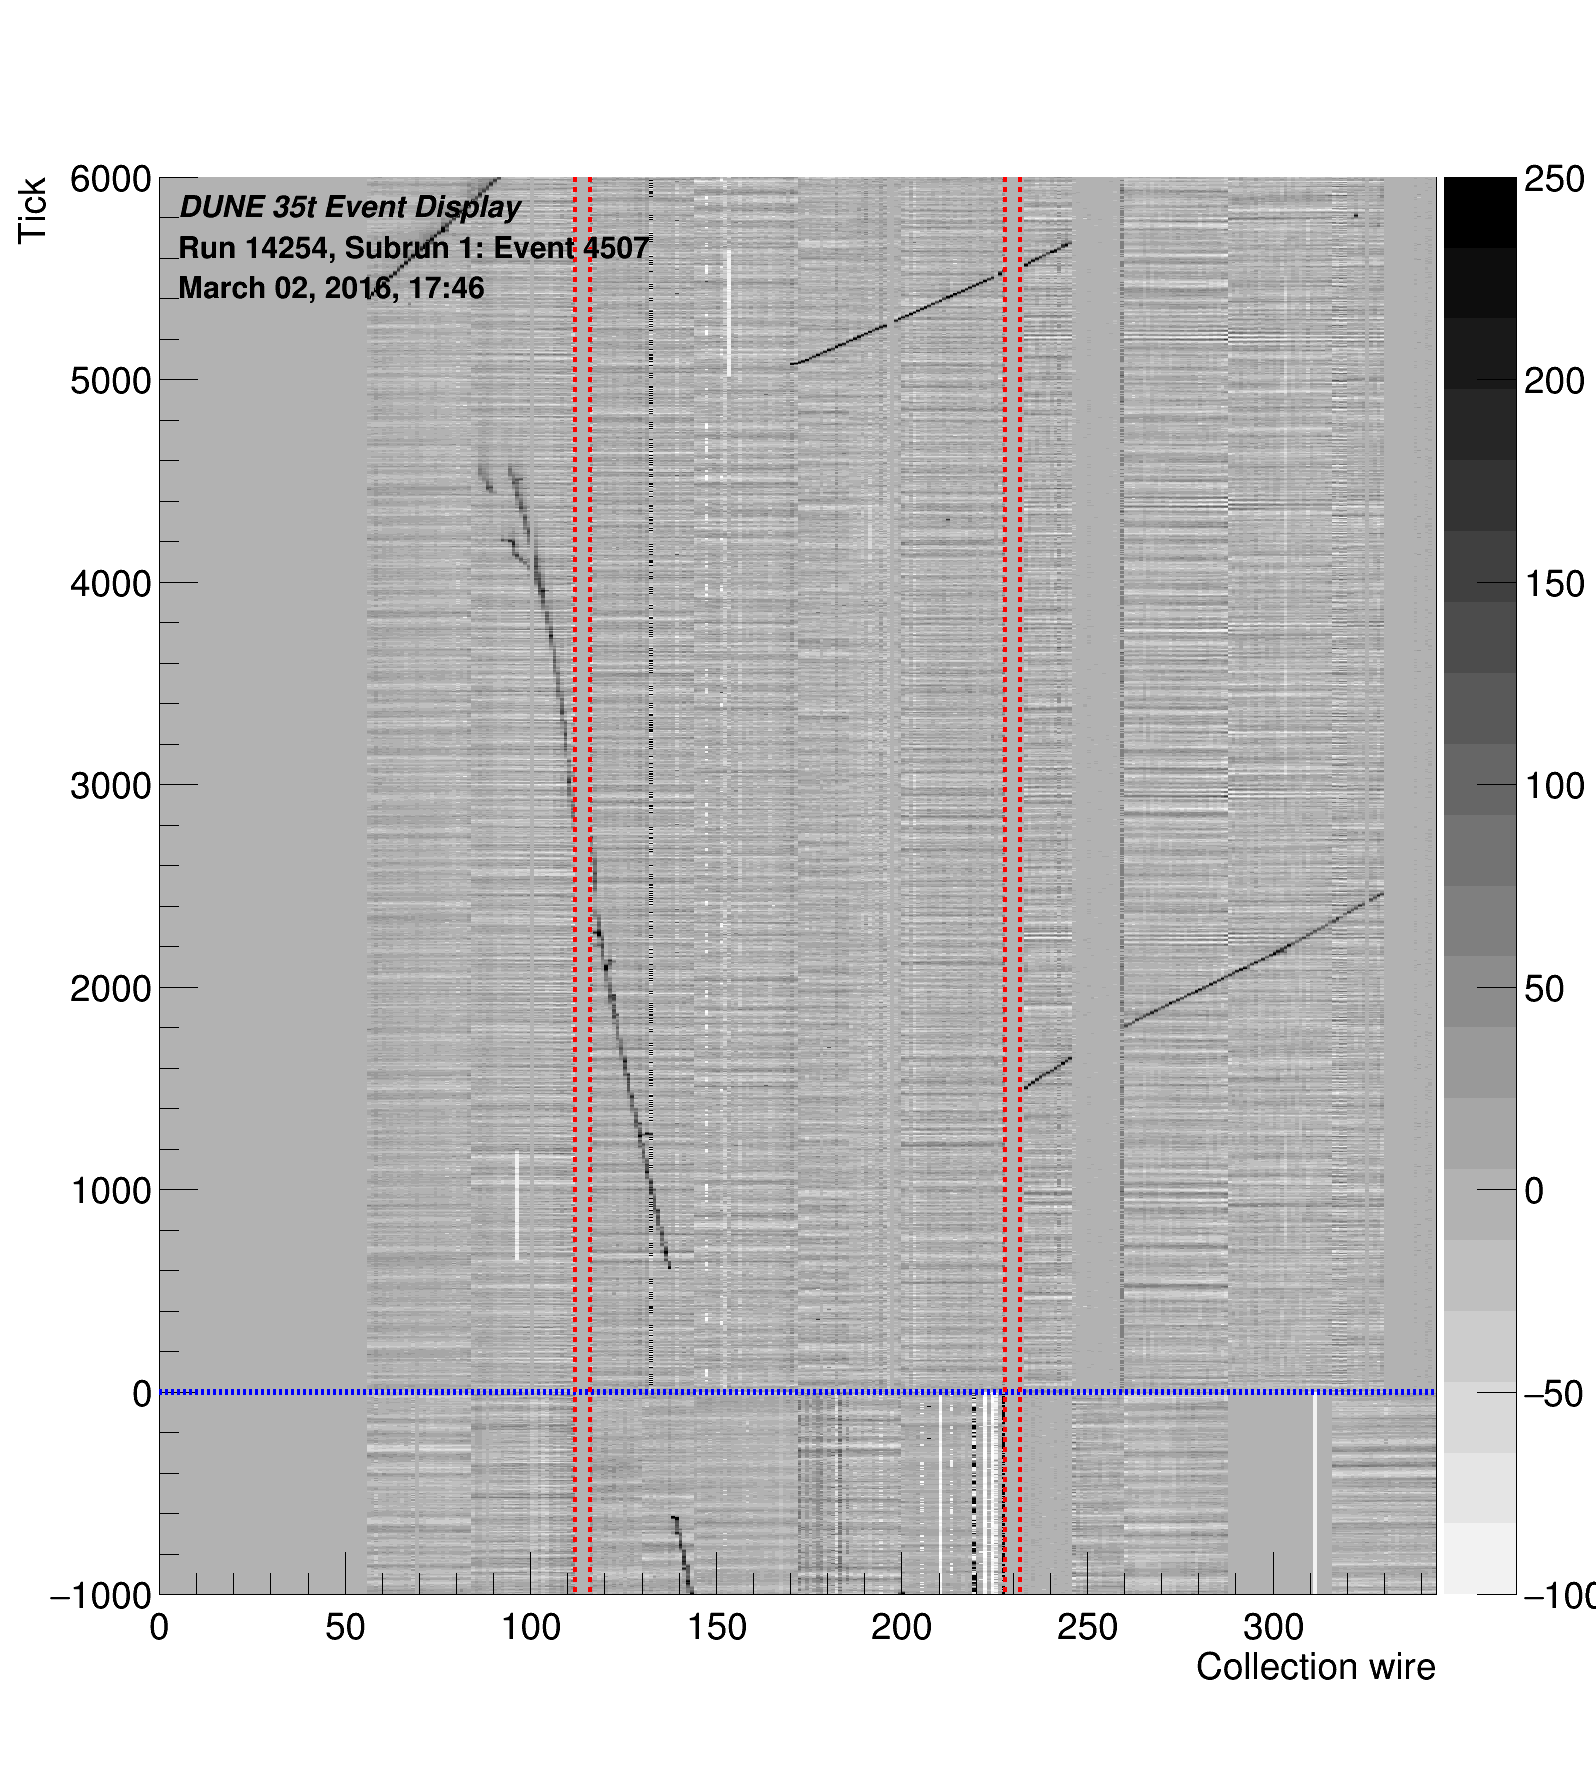 DUNE 35t Event Display
Run 14254, Subrun 1: Event 4507
March 02, 2016, 17:46
Tick
6000
5000
4000
3000
2000
1000
0
−1000
0 50 100 150 200 250 300
Collection wire
250
200
150
100
50
0
−50
−100